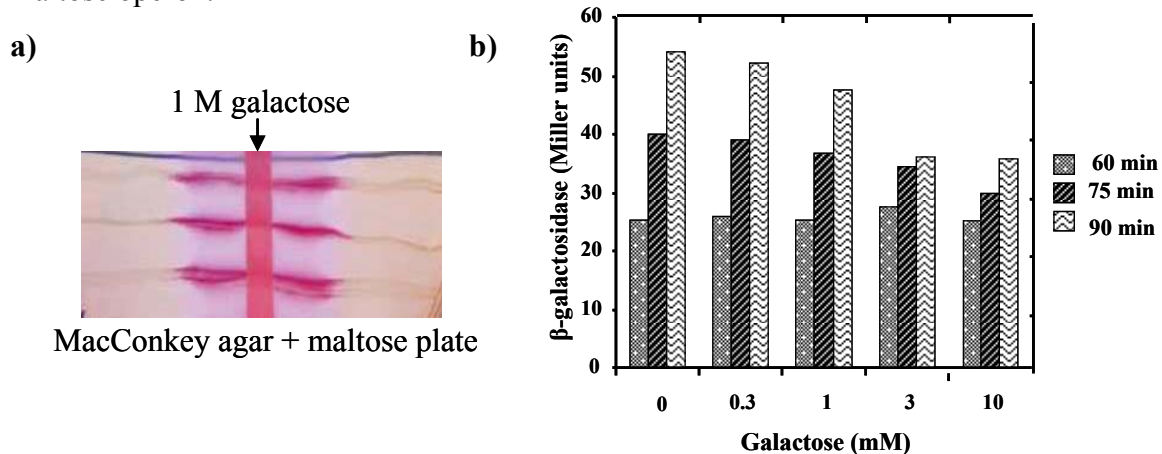 a)
1 M galactose
MacConkey agar + maltose plate
b)
β-galactosidase (Miller units)
60
50
40
30
20
10
0
0 0.3 1 3 10
Galactose (mM)
60 min
75 min
90 min